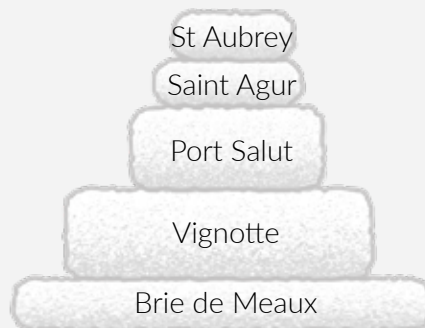 St Aubrey
Saint Agur
Port Salut
Vignotte
Brie de Meaux